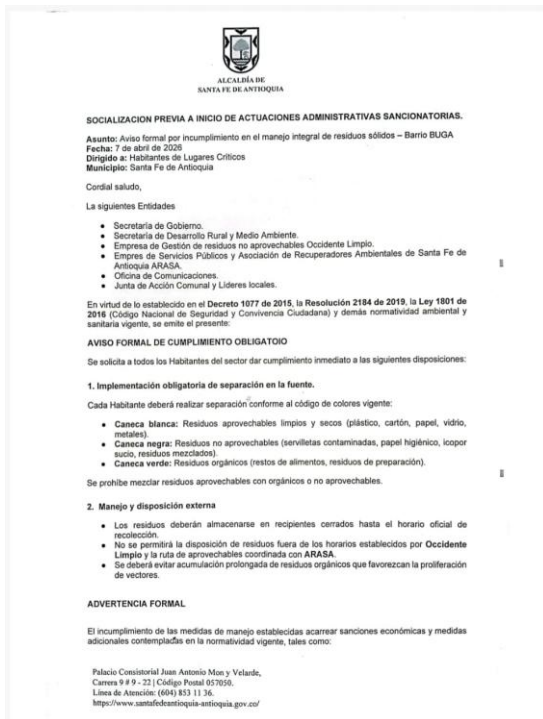 ALCALDÍA DE
SANTA FE DE ANTIOQUIA
SOCIALIZACION PREVIA A INICIO DE ACTUACIONES ADMINISTRATIVAS SANCIONATORIAS.
Asunto: Aviso formal por incumplimiento en el manejo integral de residuos sólidos – Barrio BUGA
Fecha: 7 de abril de 2026
Dirigido a: Habitantes de Lugares Críticos
Municipio: Santa Fe de Antioquia
Cordial saludo,
La siguientes Entidades
• Secretaria de Gobierno.
• Secretaria de Desarrollo Rural y Medio Ambiente.
• Empresa de Gestión de residuos no aprovechables Occidente Limpio.
• Empres de Servicios Públicos y Asociación de Recuperadores Ambientales de Santa Fe de
Antioquia ARASA.
• Oficina de Comunicaciones.
• Junta de Acción Comunal y Lideres locales.
En virtud de lo establecido en el Decreto 1077 de 2015, la Resolución 2184 de 2019, la Ley 1801 de
2016 (Código Nacional de Seguridad y Convivencia Ciudadana) y demás normatividad ambiental y
sanitaria vigente, se emite el presente:
AVISO FORMAL DE CUMPLIMIENTO OBLIGATOIO
Se solicita a todos los Habitantes del sector dar cumplimiento inmediato a las siguientes disposiciones:
1. Implementación obligatoria de separación en la fuente.
Cada Habitante deberá realizar separación conforme al código de colores vigente:
• Caneca blanca: Residuos aprovechables limpios y secos (plástico, cartón, papel, vidrio,
metales).
• Caneca negra: Residuos no aprovechables (servilletas contaminadas, papel higiénico, icopor
sucio, residuos mezclados).
• Caneca verde: Residuos orgánicos (restos de alimentos, residuos de preparación).
Se prohíbe mezclar residuos aprovechables con orgánicos o no aprovechables.
2. Manejo y disposición externa
• Los residuos deberán almacenarse en recipientes cerrados hasta el horario oficial de
recolección.
• No se permitirá la disposición de residuos fuera de los horarios establecidos por Occidente
Limpio y la ruta de aprovechables coordinada con ARASA.
• Se deberá evitar acumulación prolongada de residuos orgánicos que favorezcan la proliferación
de vectores.
ADVERTENCIA FORMAL
El incumplimiento de las medidas de manejo establecidas acarrear sanciones económicas y medidas
adicionales contempladas en la normatividad vigente, tales como:
Palacio Consistorial Juan Antonio Mon y Velarde,
Carrera 9 # 9 - 22 | Código Postal 057050.
Línea de Atención: (604) 853 11 36.
https://www.santafedeantioquia-antioquia.gov.co/